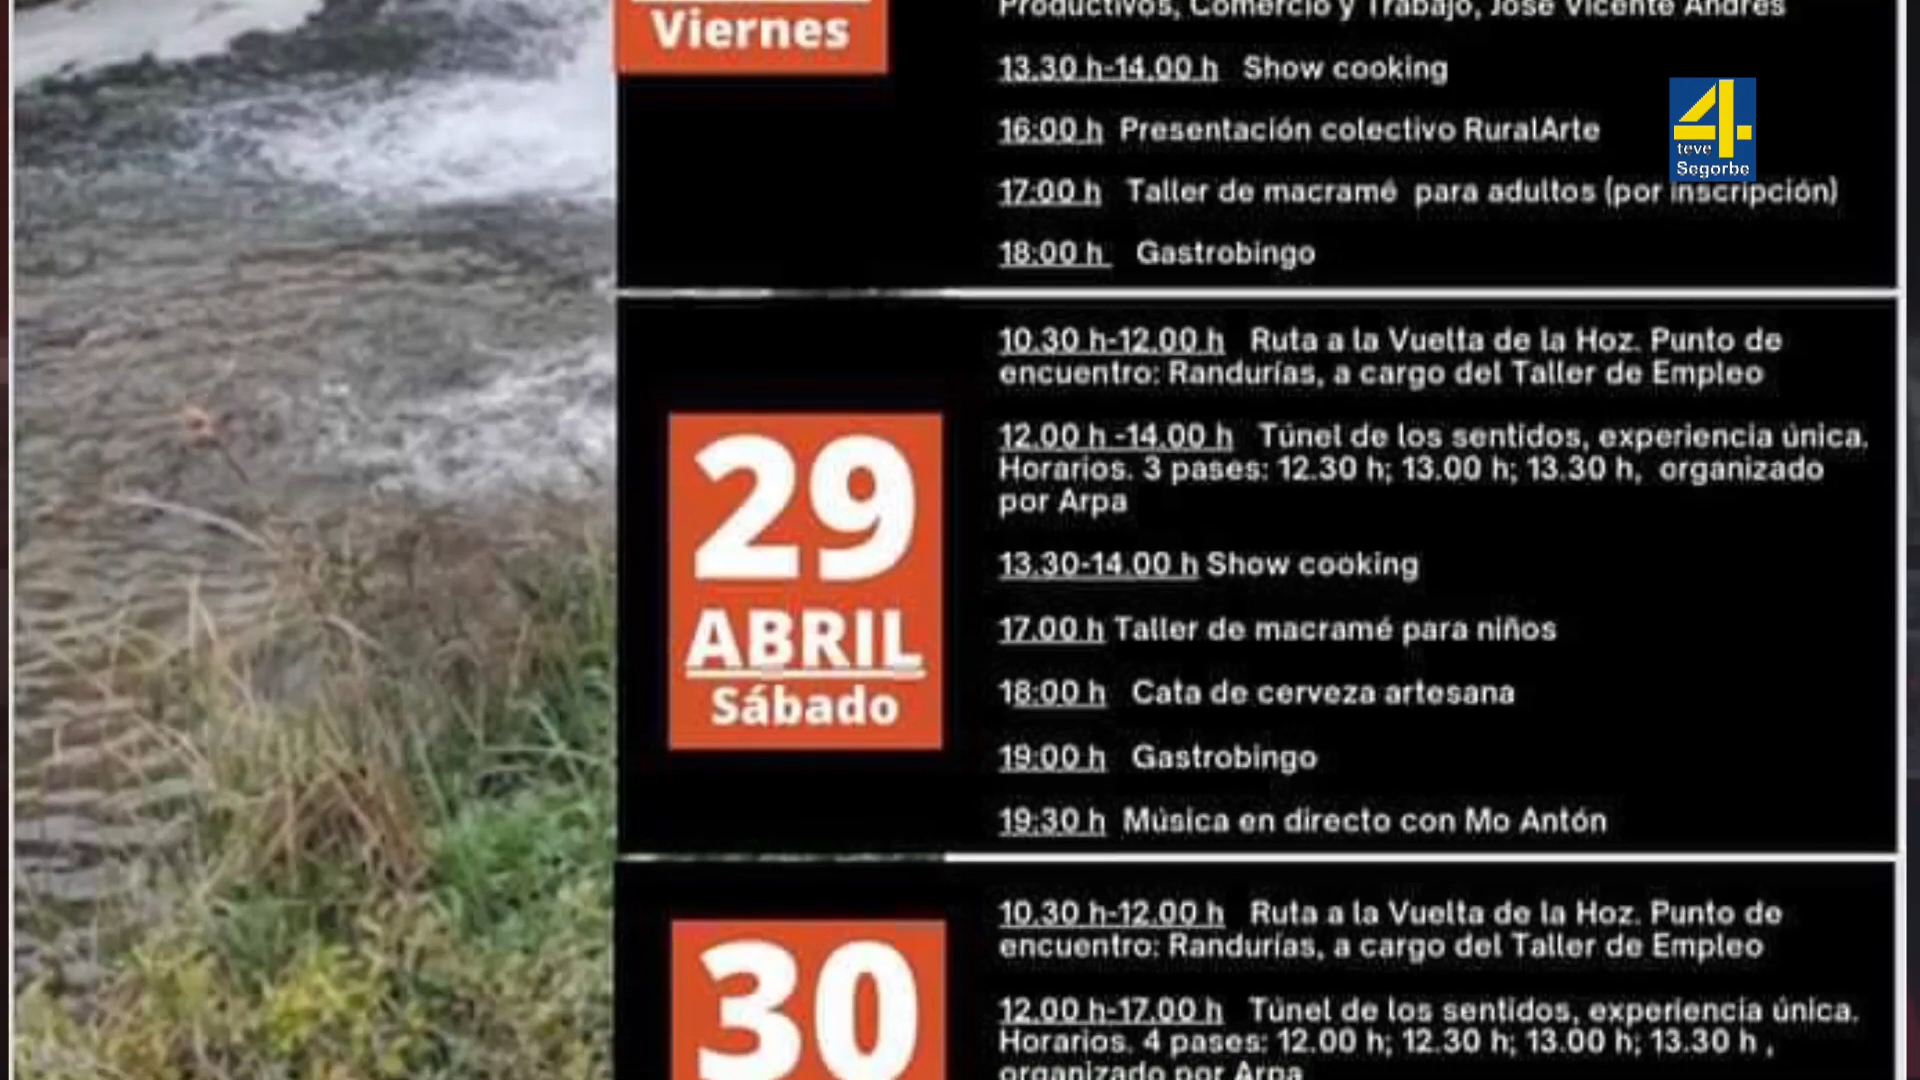 Viernes
Productivos, Comercio y Trabajo, José Vicente Andrés
13.30 h-14.00 h Show cooking
16:00 h Presentación colectivo RuralArte
17:00 h Taller de macramé para adultos (por inscripción)
18:00 h Gastrobingo
4
teve
Segorbe
29
ABRIL
Sábado
10.30 h-12.00 h Ruta a la Vuelta de la Hoz. Punto de
encuentro: Randurías, a cargo del Taller de Empleo
12.00 h -14.00 h Túnel de los sentidos, experiencia única.
Horarios. 3 pases: 12.30 h; 13.00 h; 13.30 h, organizado
por Arpa
13.30-14.00 h Show cooking
17.00 h Taller de macramé para niños
18:00 h Cata de cerveza artesana
19:00 h Gastrobingo
19:30 h Música en directo con Mo Antón
30
10.30 h-12.00 h Ruta a la Vuelta de la Hoz. Punto de
encuentro: Randurías, a cargo del Taller de Empleo
12.00 h-17.00 h Túnel de los sentidos, experiencia única.
Horarios. 4 pases: 12.00 h; 12.30 h; 13.00 h; 13.30 h ,
organizado por Arpa